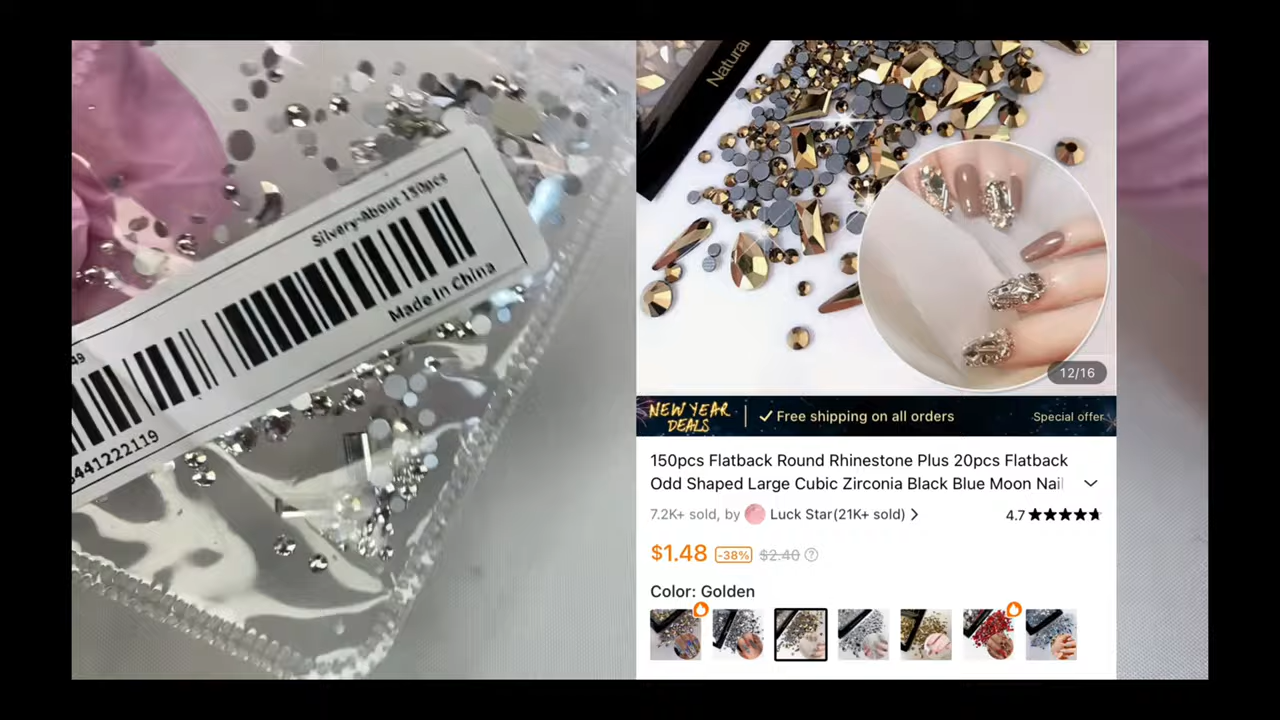 Silvery-About 150pcs
Made In China
49
441222119
Natural
12/16
NEW YEAR
DEALS
Free shipping on all orders
Special offer
150pcs Flatback Round Rhinestone Plus 20pcs Flatback
Odd Shaped Large Cubic Zirconia Black Blue Moon Nail
7.2K+ sold, by Luck Star(21K+ sold)
4.7
$1.48 -38% $2.40 ?
Color: Golden